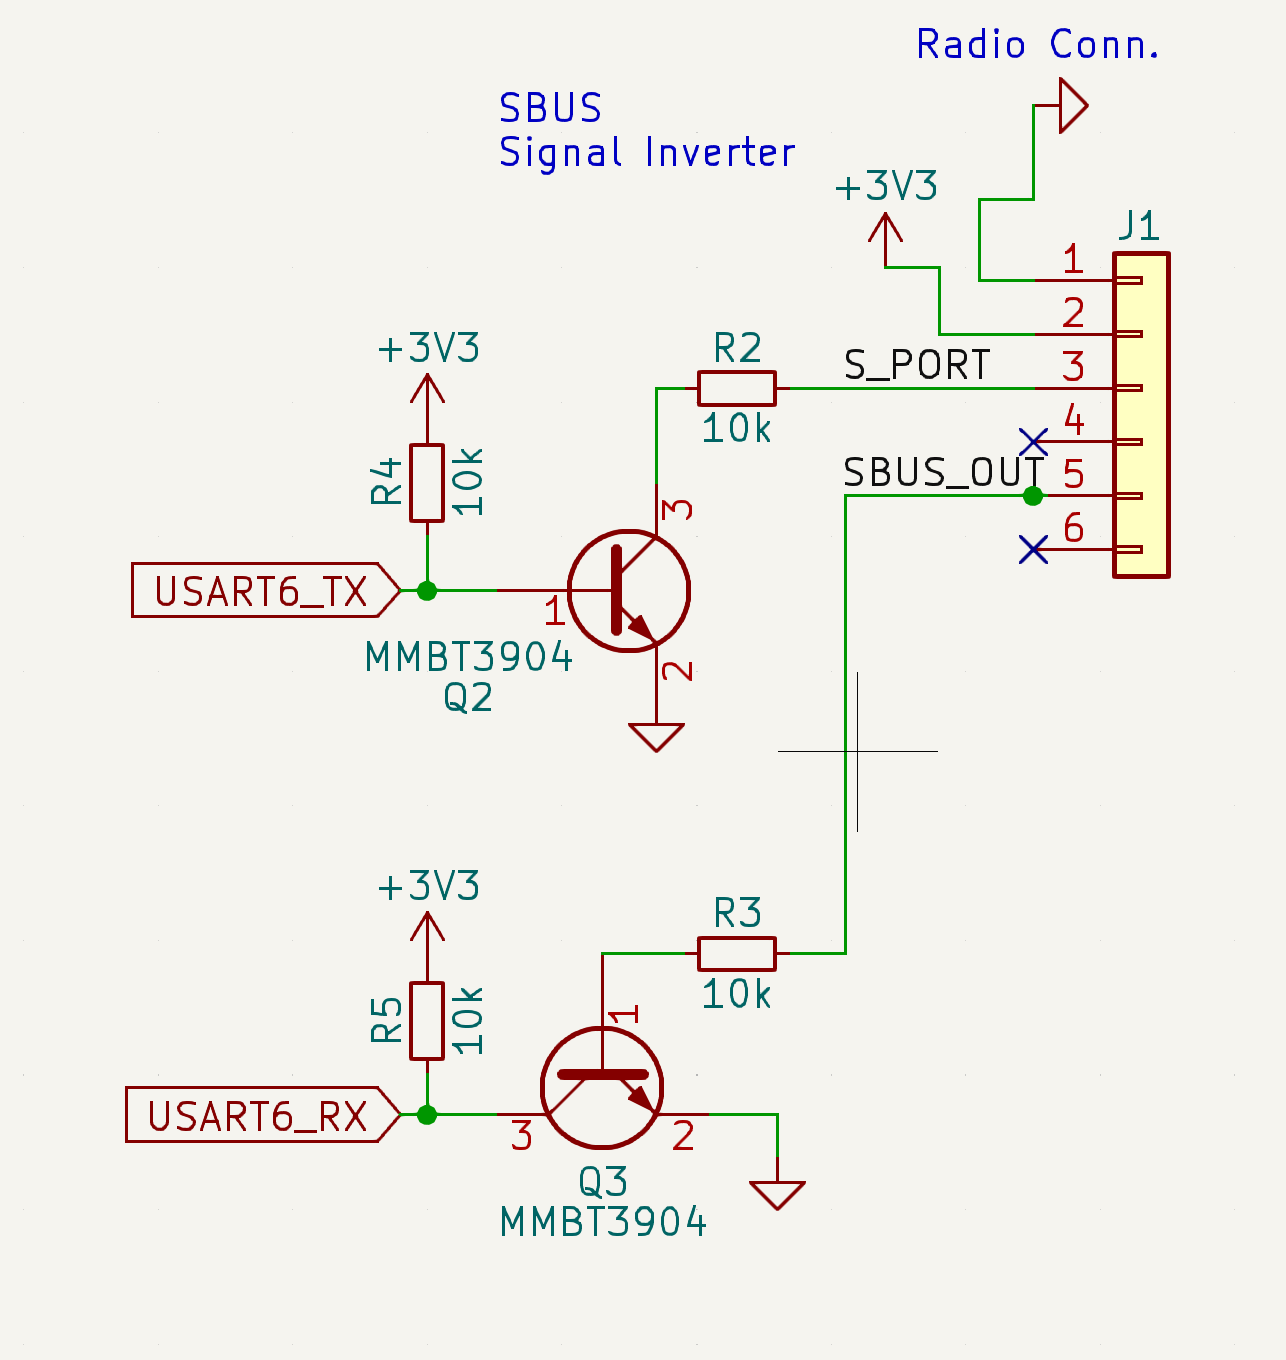 Radio Conn.
SBUS
Signal Inverter
+3V3
J1
1
2
3
4
5
6
S_PORT
SBUS_OUT
+3V3
R2
10k
R4
10k
3
USART6_TX
1
2
MMBT3904
Q2
+3V3
R3
10k
R5
10k
1
USART6_RX
3
2
Q3
MMBT3904